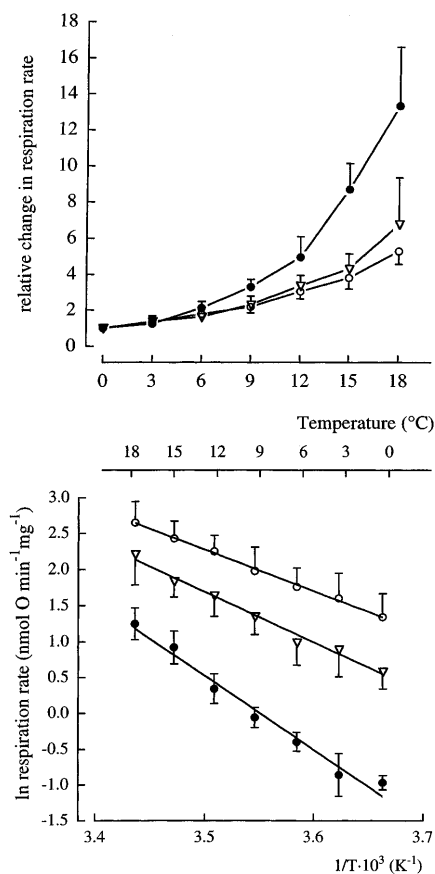 relative change in respiration rate
18
16
14
12
10
8
6
4
2
0
0 3 6 9 12 15 18
Temperature (°C)
18 15 12 9 6 3 0
ln respiration rate (nmol O min⁻¹mg⁻¹)
3.0
2.5
2.0
1.5
1.0
0.5
0.0
-0.5
-1.0
-1.5
3.4 3.5 3.6 3.7
1/T·10³ (K⁻¹)